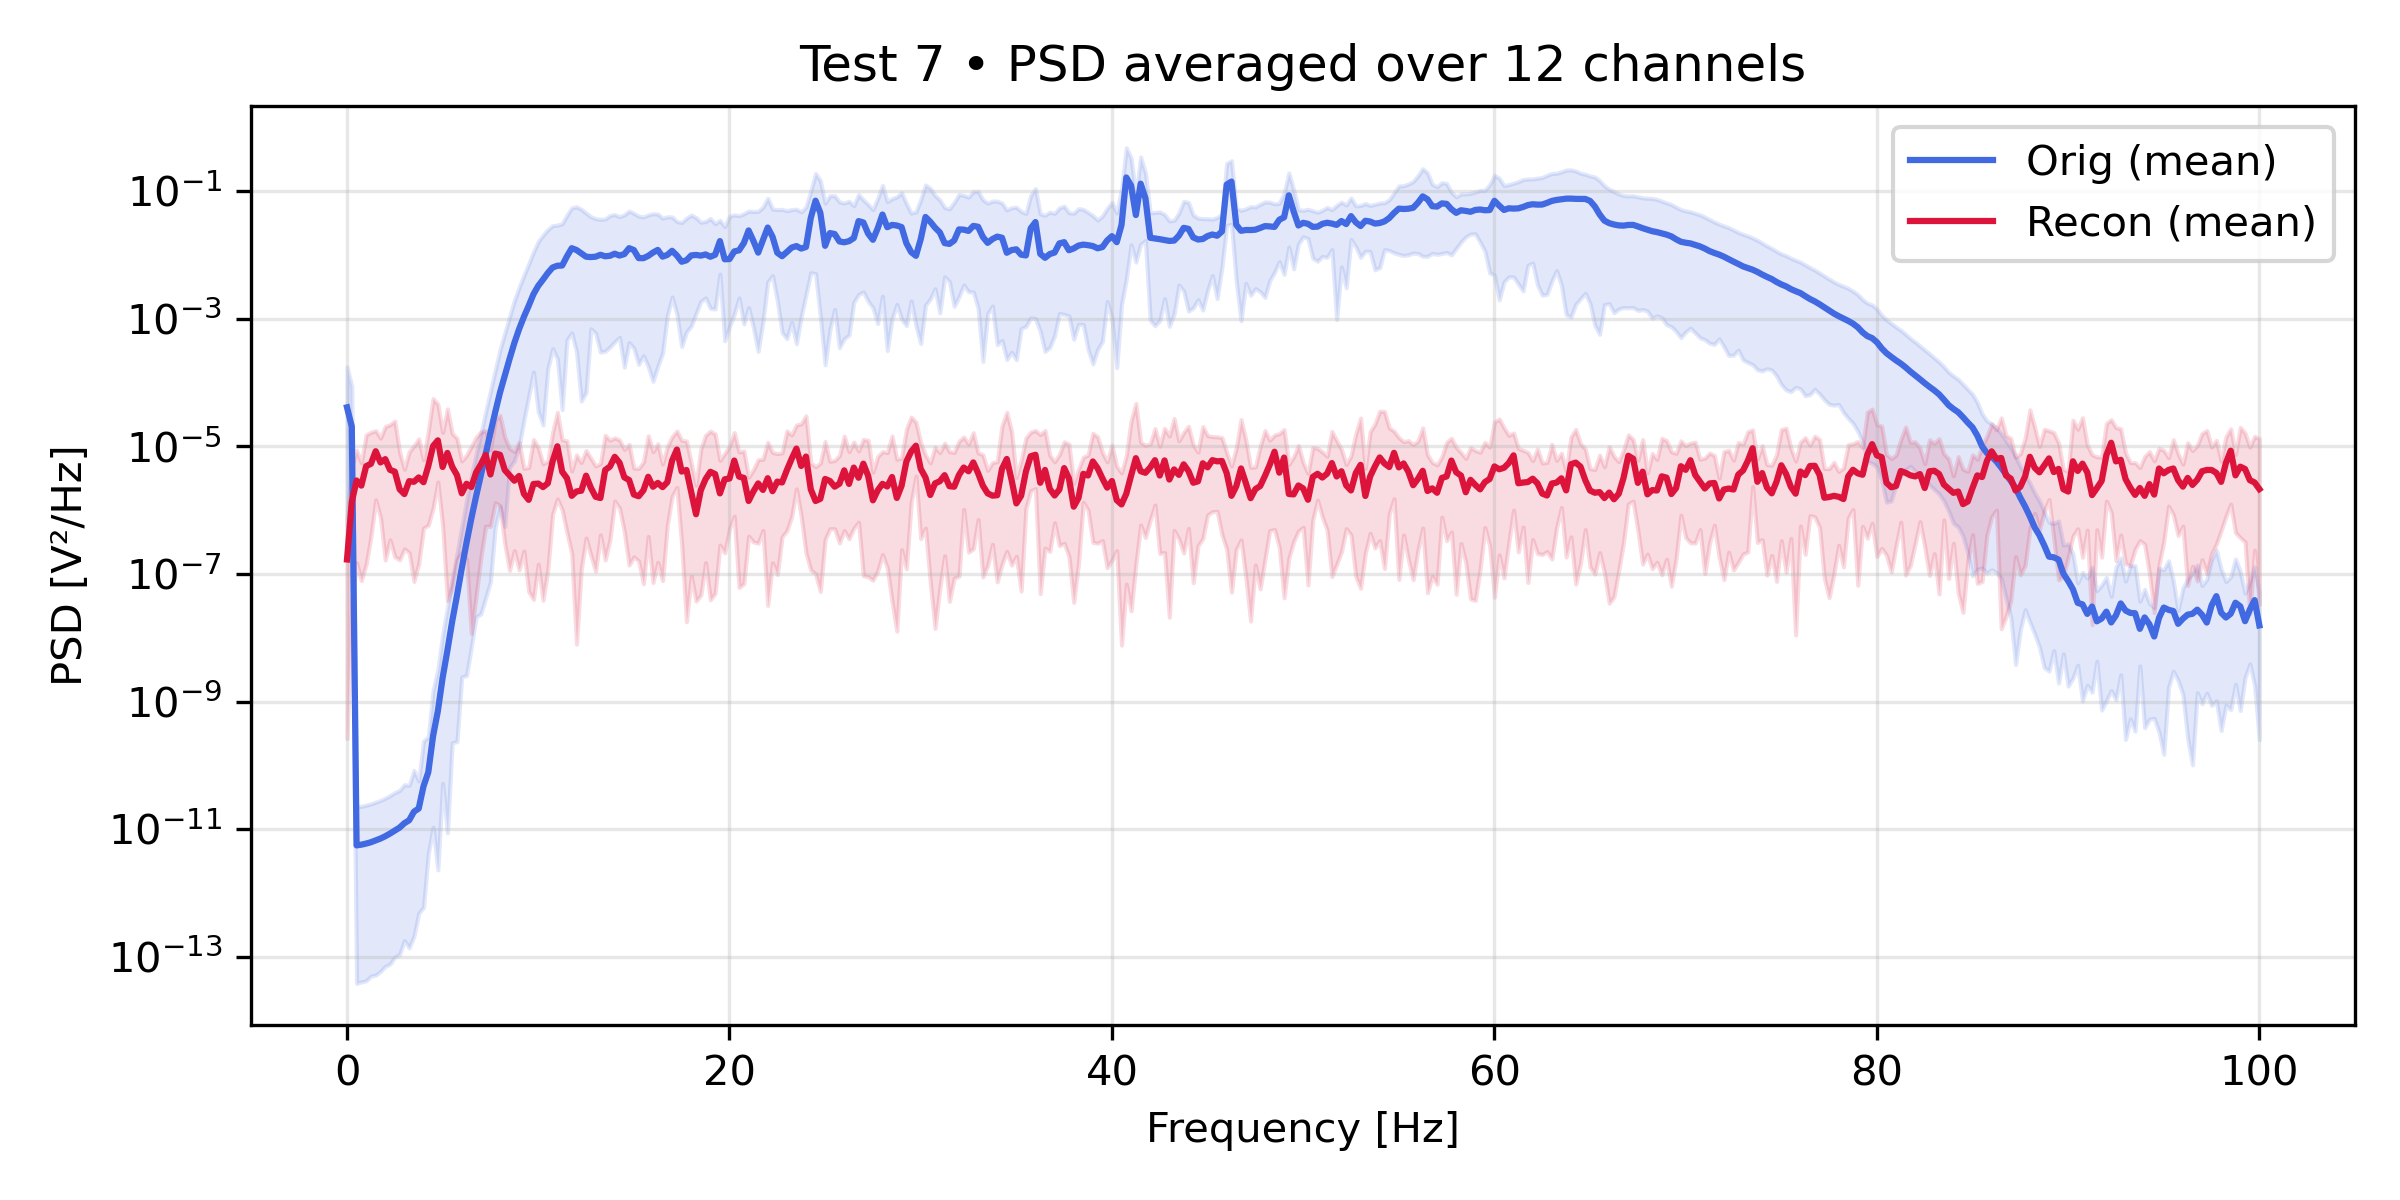 Test 7 • PSD averaged over 12 channels
PSD [V²/Hz]
10⁻¹
10⁻³
10⁻⁵
10⁻⁷
10⁻⁹
10⁻¹¹
10⁻¹³
Orig (mean)
Recon (mean)
0 20 40 60 80 100
Frequency [Hz]